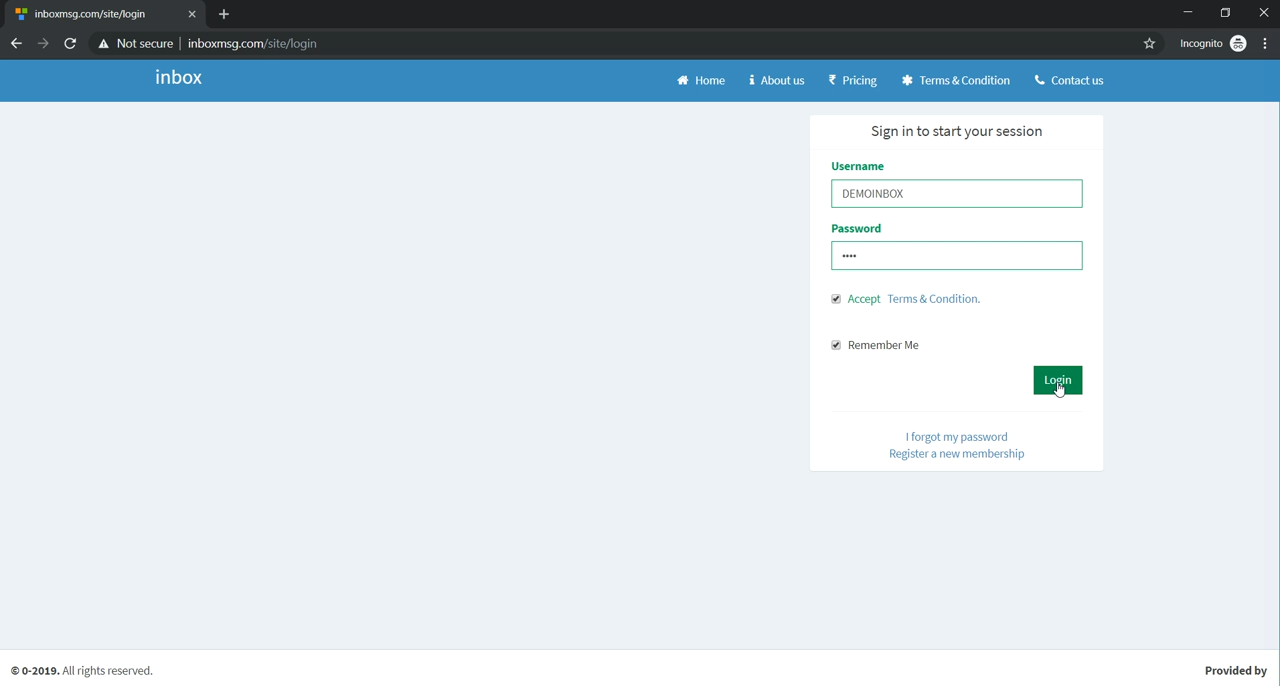 inboxmsg.com/site/login
Not secure | inboxmsg.com/site/login
Incognito
inbox
Home
About us
₹ Pricing
Terms & Condition
Contact us
Sign in to start your session
Username
DEMOINBOX
Password
••••
Accept Terms & Condition.
Remember Me
Login
I forgot my password
Register a new membership
© 0-2019. All rights reserved.
Provided by